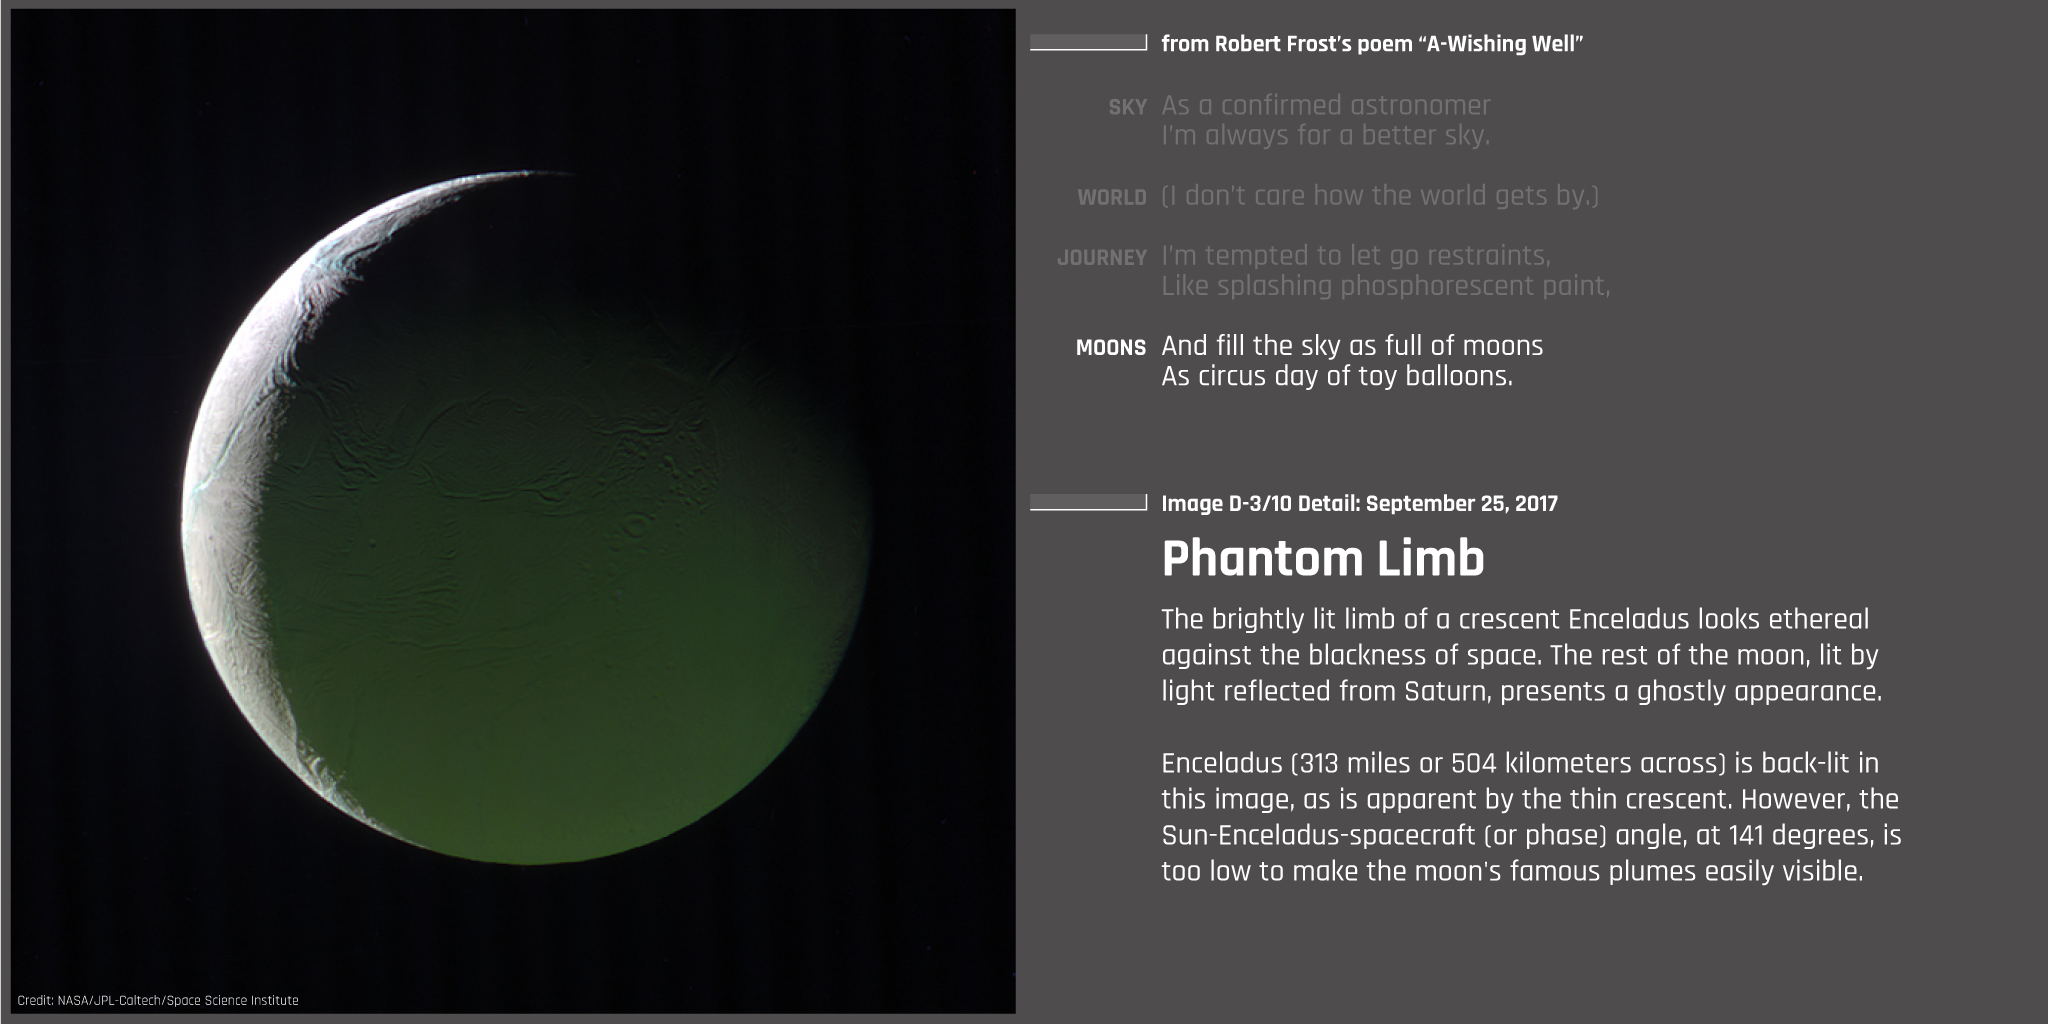 from Robert Frost's poem “A-Wishing Well”
SKY As a confirmed astronomer
I'm always for a better sky.
WORLD (I don't care how the world gets by.)
JOURNEY I'm tempted to let go restraints,
Like splashing phosphorescent paint,
MOONS And fill the sky as full of moons
As circus day of toy balloons.
Image D-3/10 Detail: September 25, 2017
Phantom Limb
The brightly lit limb of a crescent Enceladus looks ethereal
against the blackness of space. The rest of the moon, lit by
light reflected from Saturn, presents a ghostly appearance.
Enceladus (313 miles or 504 kilometers across) is back-lit in
this image, as is apparent by the thin crescent. However, the
Sun-Enceladus-spacecraft (or phase) angle, at 141 degrees, is
too low to make the moon's famous plumes easily visible.
Credit: NASA/JPL-Caltech/Space Science Institute